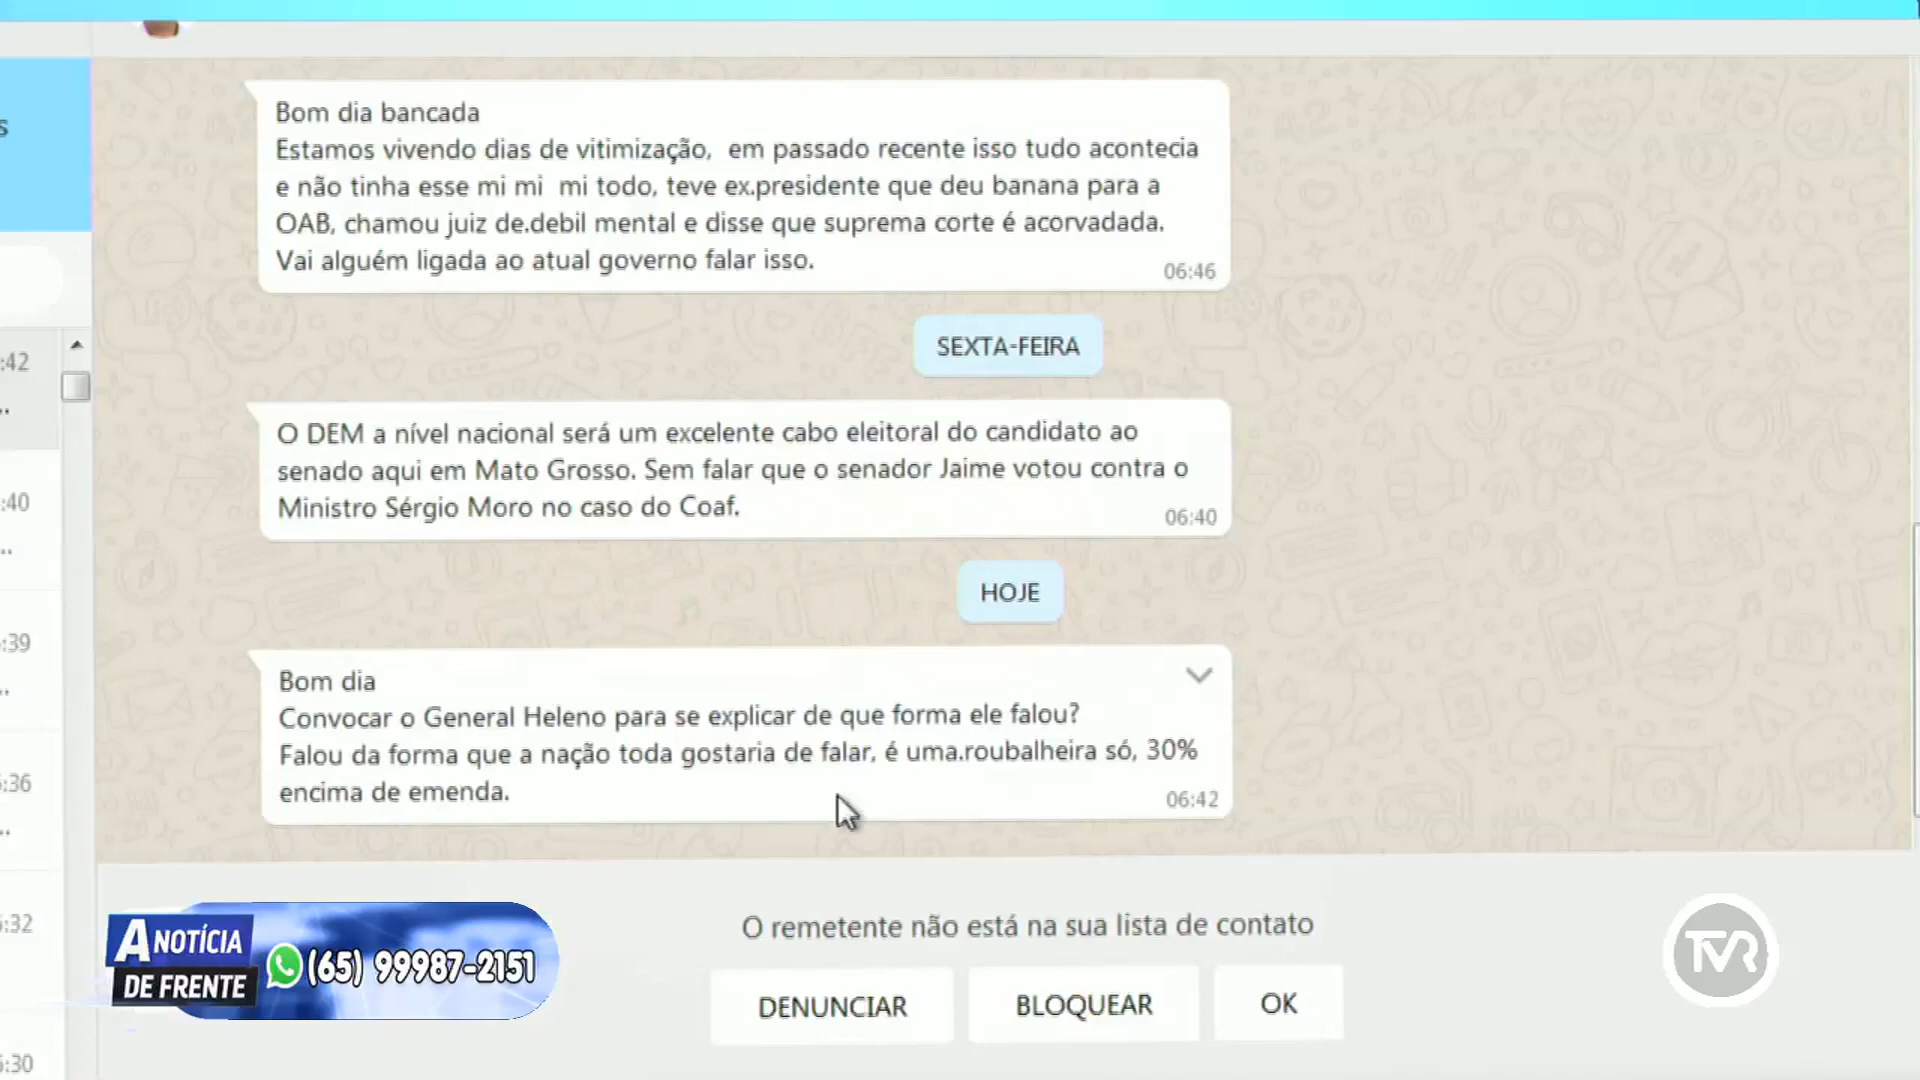 Bom dia bancada
Estamos vivendo dias de vitimização,  em passado recente isso tudo acontecia
e não tinha esse mi mi  mi todo, teve ex.presidente que deu banana para a
OAB, chamou juiz de.debil mental e disse que suprema corte é acorvadada.
Vai alguém ligada ao atual governo falar isso.
06:46
SEXTA-FEIRA
O DEM a nível nacional será um excelente cabo eleitoral do candidato ao
senado aqui em Mato Grosso. Sem falar que o senador Jaime votou contra o
Ministro Sérgio Moro no caso do Coaf.
06:40
HOJE
Bom dia
Convocar o General Heleno para se explicar de que forma ele falou?
Falou da forma que a nação toda gostaria de falar, é uma.roubalheira só, 30%
encima de emenda.
06:42
s
:42
..
:40
..
:39
..
:36
..
:32
:30
O remetente não está na sua lista de contato
DENUNCIAR
BLOQUEAR
OK
A NOTÍCIA
DE FRENTE
(65) 99987-2151
TVR